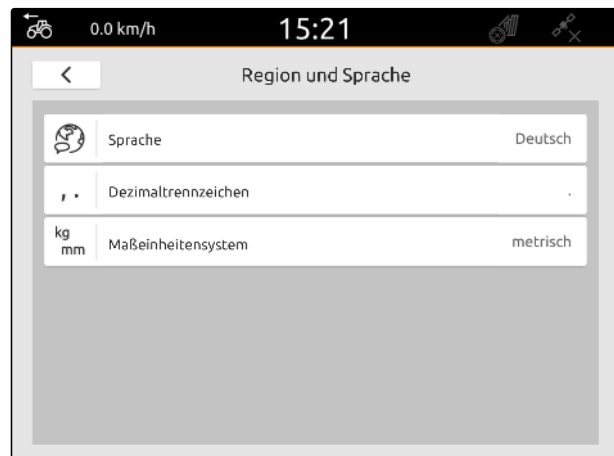 0.0 km/h 15:21
Region und Sprache
Sprache Deutsch
, . Dezimaltrennzeichen .
kg
mm Maßeinheitensystem metrisch